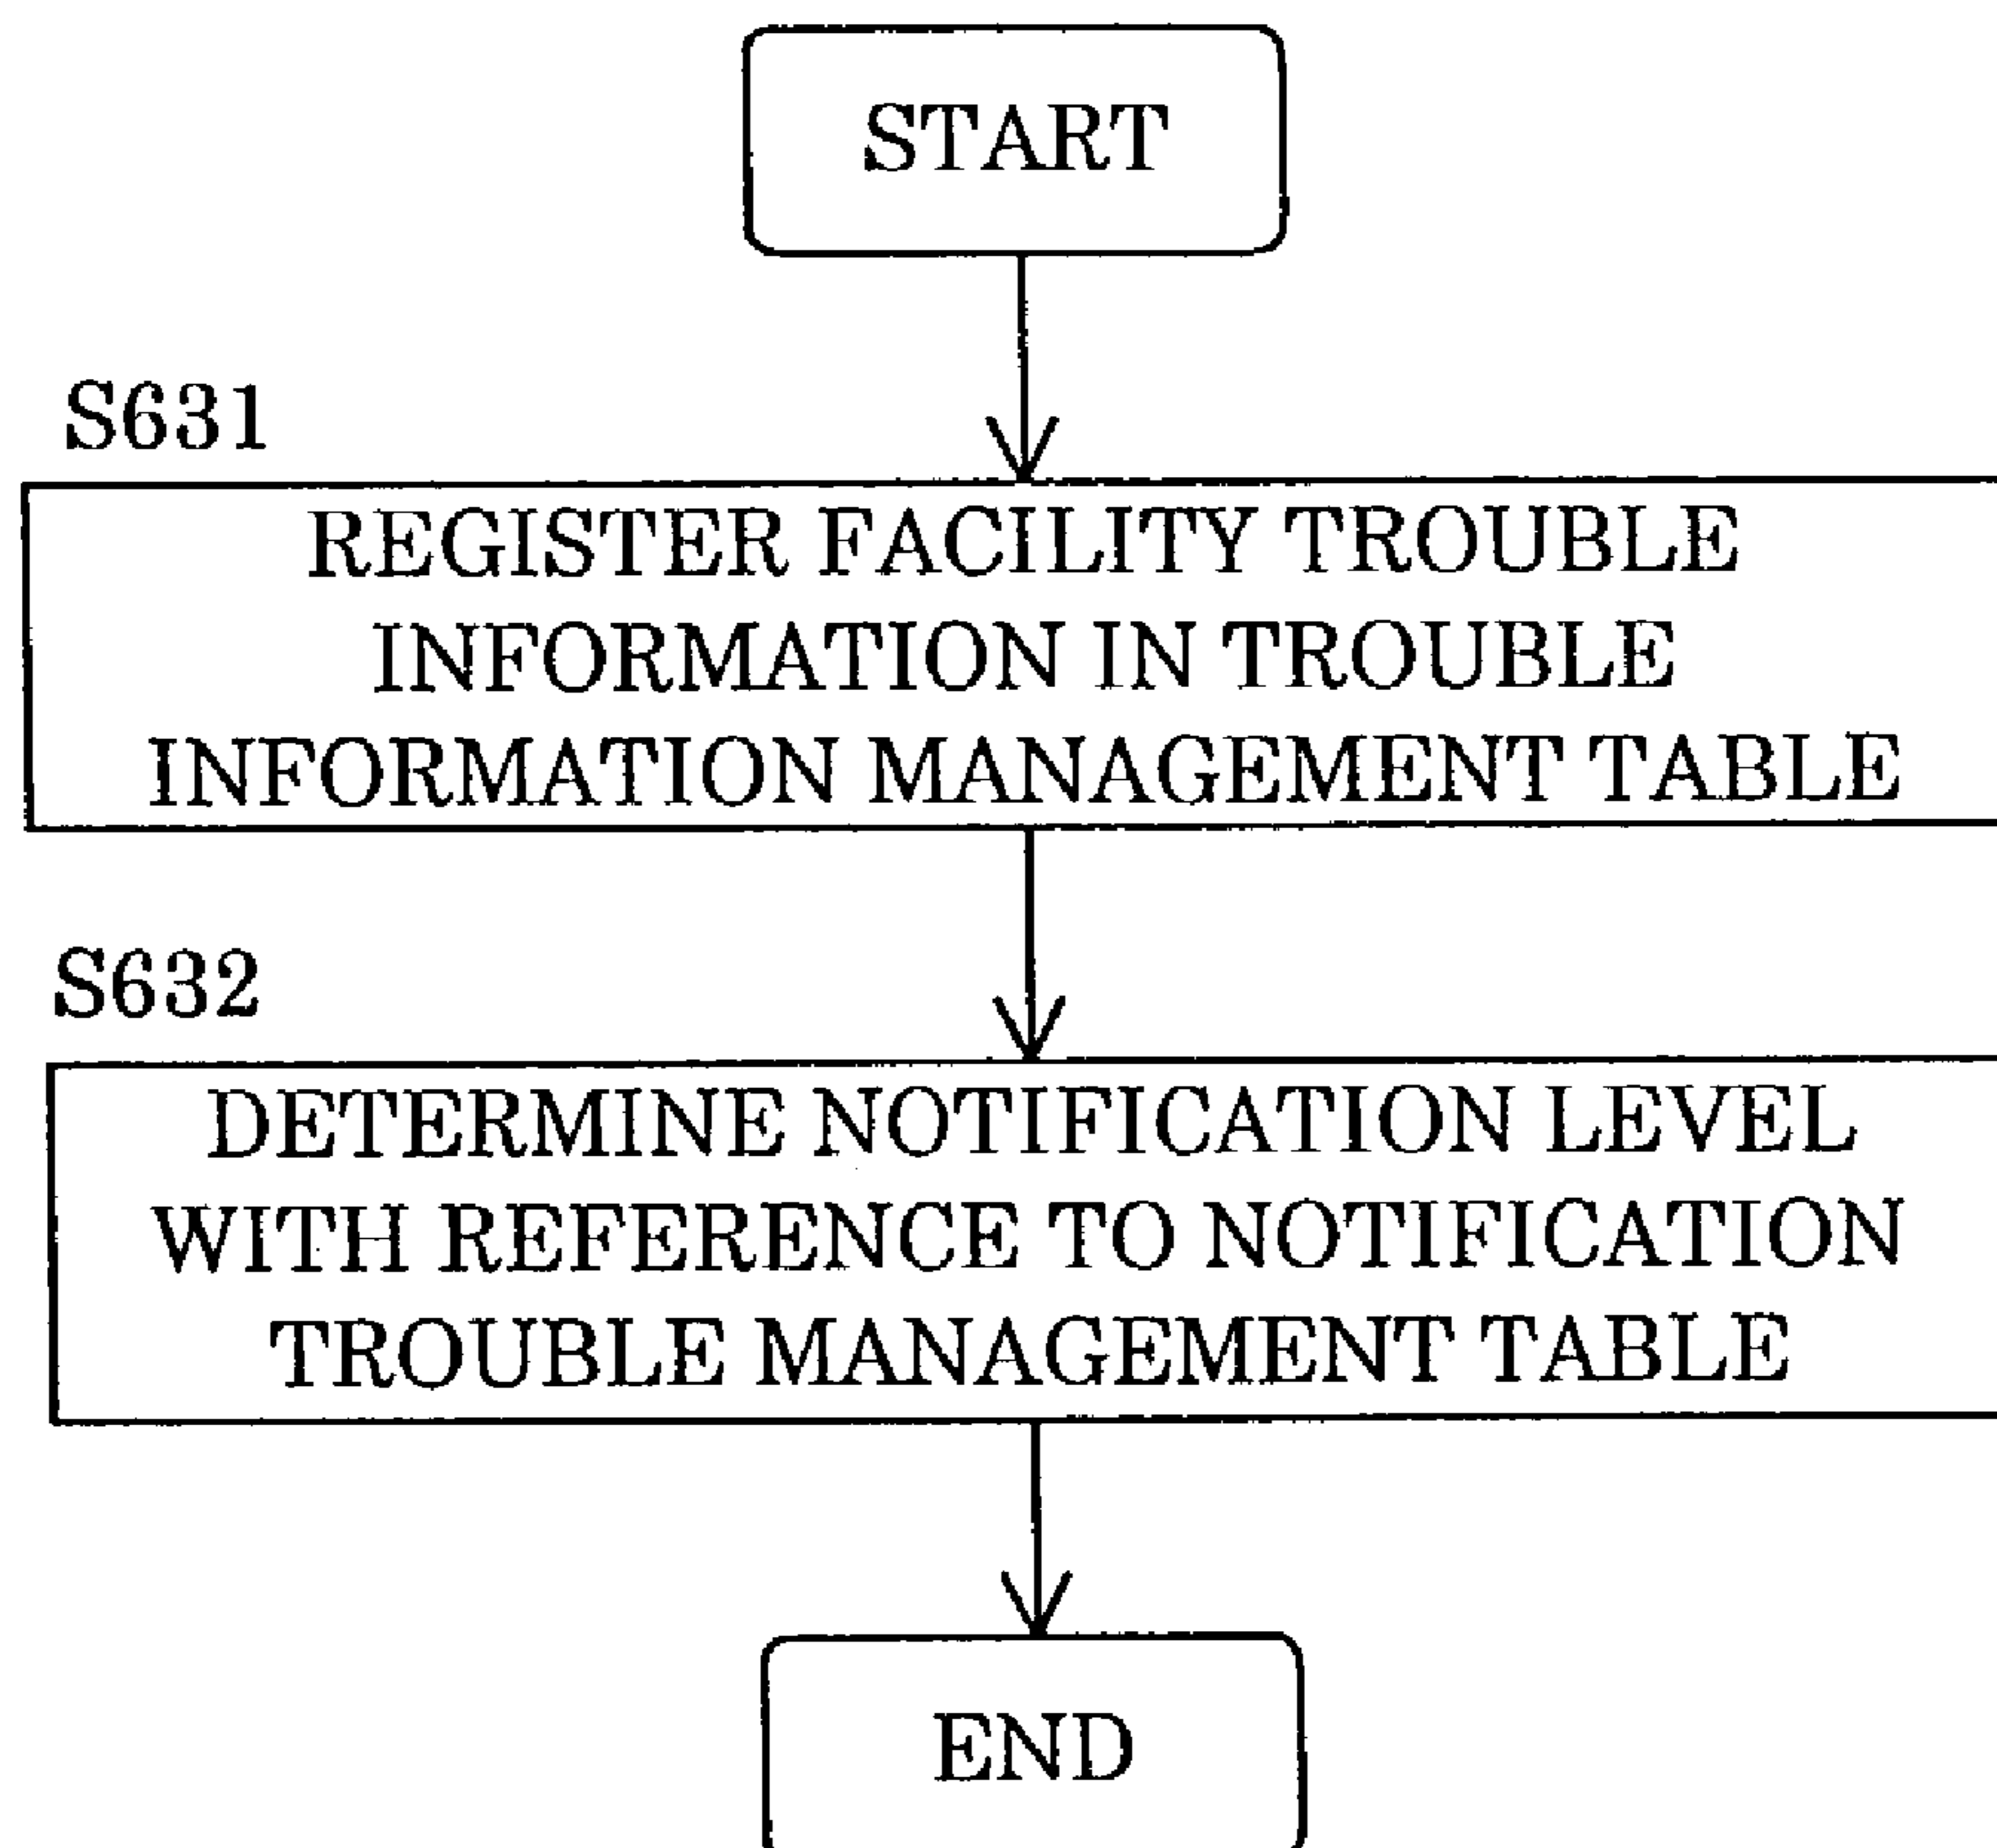 START
S631
REGISTER FACILITY TROUBLE
INFORMATION IN TROUBLE
INFORMATION MANAGEMENT TABLE
S632
DETERMINE NOTIFICATION LEVEL
WITH REFERENCE TO NOTIFICATION
TROUBLE MANAGEMENT TABLE
END